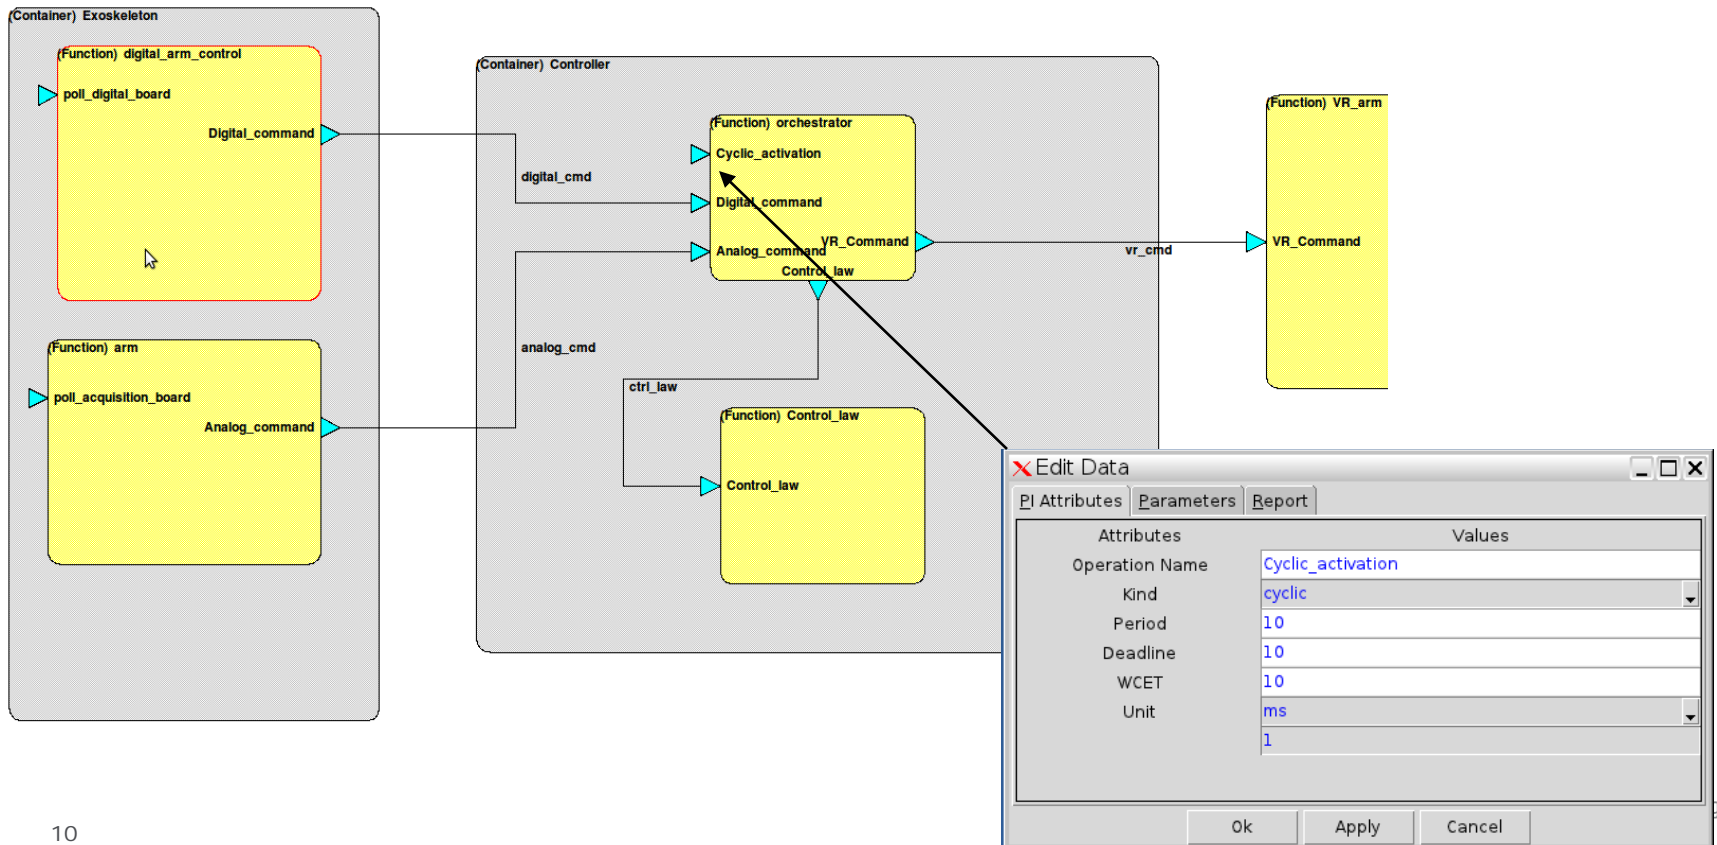 (Container) Exoskeleton
(Function) digital_arm_control
poll_digital_board
Digital_command
(Function) arm
poll_acquisition_board
Analog_command
digital_cmd
analog_cmd
(Container) Controller
(Function) orchestrator
Cyclic_activation
Digital_command
Analog_command
VR_Command
Control_law
ctrl_law
(Function) Control_law
Control_law
vr_cmd
(Function) VR_arm
VR_Command
Edit Data
PI Attributes Parameters Report
Attributes Values
Operation Name Cyclic_activation
Kind cyclic
Period 10
Deadline 10
WCET 10
Unit ms
1
Ok Apply Cancel
10